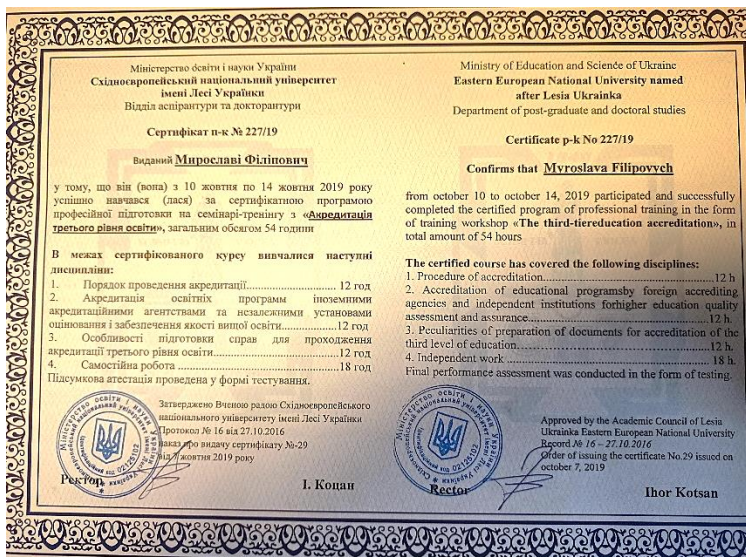 Міністерство освіти і науки України
Східноєвропейський національний університет
імені Лесі Українки
Відділ аспірантури та докторантури
Сертифікат п-к № 227/19
Виданий Мирославі Філіпович
у тому, що він (вона) з 10 жовтня по 14 жовтня 2019 року
успішно навчався (лася) за сертифікатною програмою
професійної підготовки на семінарі-тренінгу з «Акредитація
третього рівня освіти», загальним обсягом 54 години
В межах сертифікованого курсу вивчалися наступні
дисципліни:
1. Порядок проведення акредитації....................12 год
2. Акредитація освітніх программ іноземними
акредитаційними агентствами та незалежними установами
оцінювання і забезпечення якості вищої освіти..............12 год
3. Особливості підготовки справ для проходження
акредитації третього рівня освіти............................12 год
4. Самостійна робота ....................................18 год
Підсумкова атестація проведена у формі тестування.
Затверджено Вченою радою Східноєвропейського
національного університету імені Лесі Українки
Протокол № 16 від 27.10.2016
наказ про видачу сертифікату №-29
від 7 жовтня 2019 року
Ректор
І. Коцан
Ministry of Education and Science of Ukraine
Eastern European National University named
after Lesia Ukrainka
Department of post-graduate and doctoral studies
Certificate p-k No 227/19
Confirms that Myroslava Filipovych
from october 10 to october 14, 2019 participated and successfully
completed the certified program of professional training in the form
of training workshop «The third-tiereducation accreditation», in
total amount of 54 hours
The certified course has covered the following disciplines:
1. Procedure of accreditation...................................12 h
2. Accreditation of educational programsby foreign accrediting
agencies and independent institutions forhigher education quality
assessment and assurance......................................12 h.
3. Peculiarities of preparation of documents for accreditation of the
third level of education........................................12 h.
4. Independent work ............................................ 18 h.
Final performance assessment was conducted in the form of testing.
Approved by the Academic Council of Lesia
Ukrainka Eastern European National University
Record № 16 – 27.10.2016
Order of issuing the certificate No.29 issued on
october 7, 2019
Rector
Ihor Kotsan